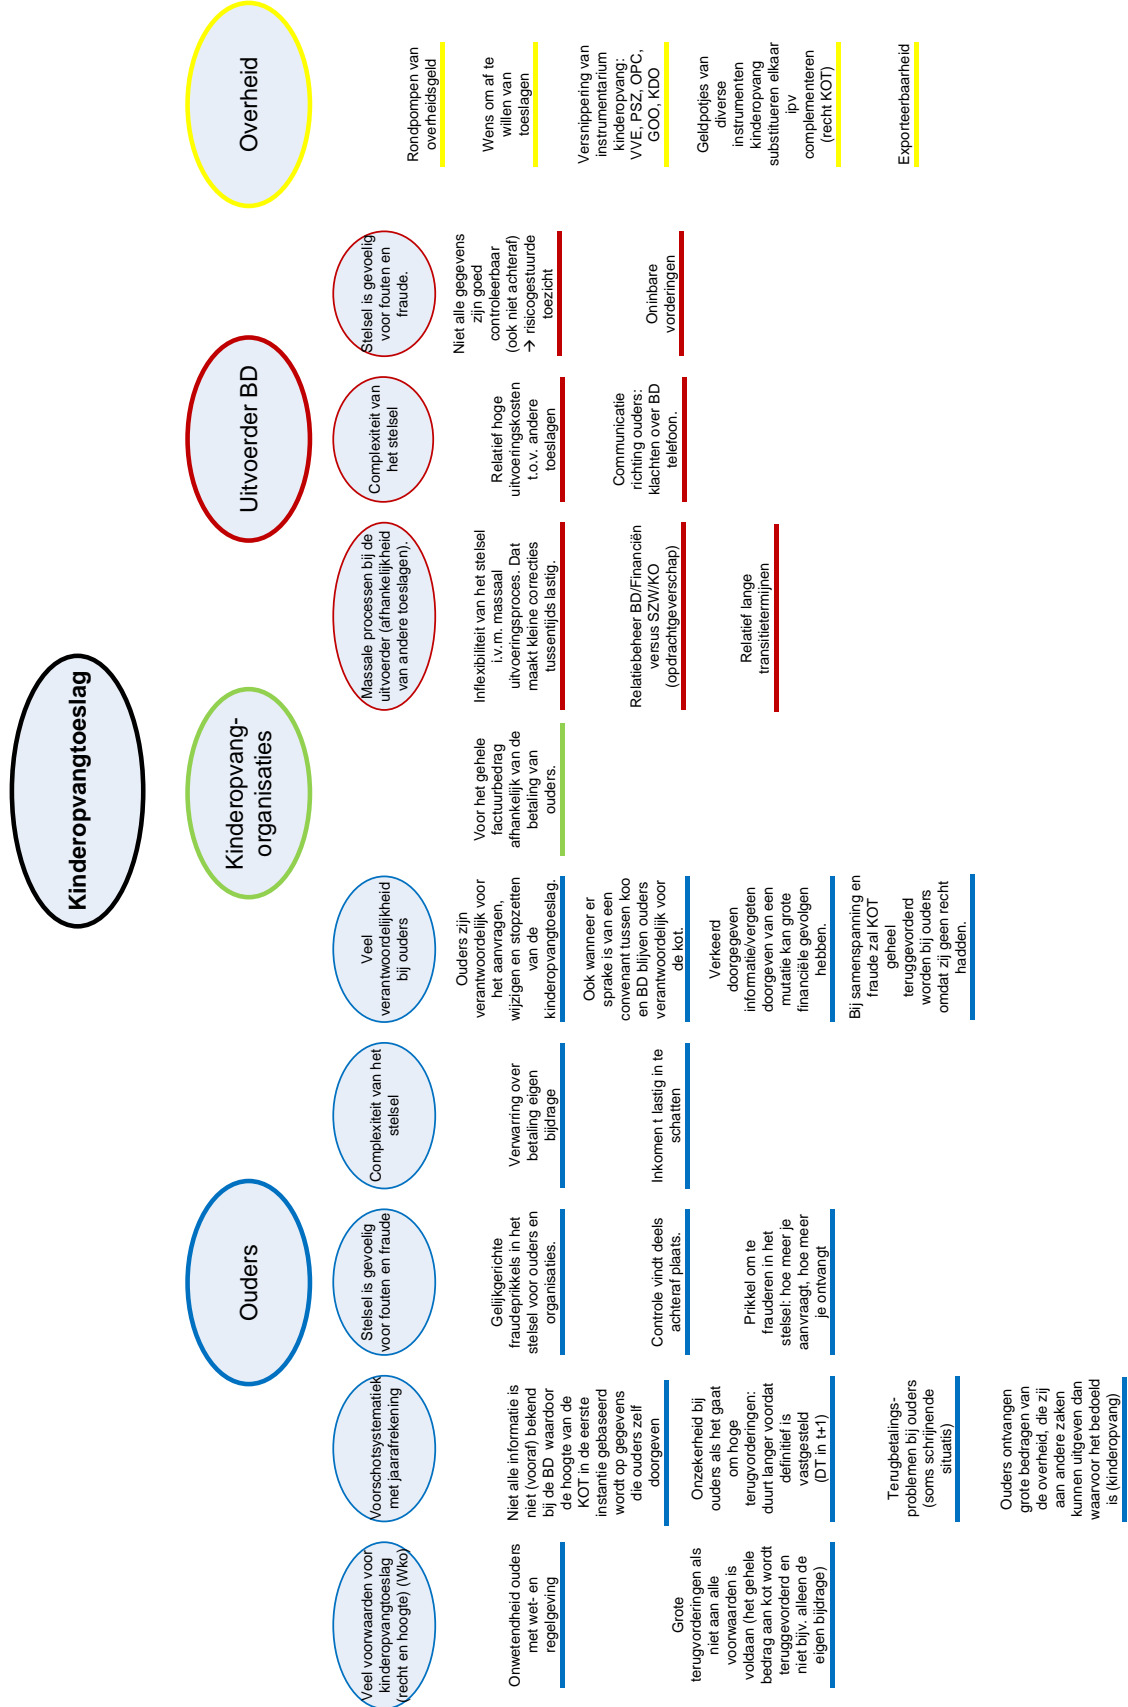 Kinderopvangtoeslag
Ouders
Kinderopvang-
organisaties
Uitvoerder BD
Overheid
Veel voorwaarden voor
kinderopvangtoeslag
(recht en hoogte) (Wko)
Voorschotsystematiek
met jaarafrekening
Stelsel is gevoelig
voor fouten en fraude
Complexiteit van het
stelsel
Veel
verantwoordelijkheid
bij ouders
Massale processen bij de
uitvoerder (afhankelijkheid
van andere toeslagen).
Complexiteit van
het stelsel
Stelsel is gevoelig
voor fouten en
fraude.
Onwetendheid ouders
met wet- en
regelgeving
Grote
terugvorderingen als
niet aan alle
voorwaarden is
voldaan (het gehele
bedrag aan kot wordt
teruggevorderd en
niet bijv. alleen de
eigen bijdrage)
Niet alle informatie is
niet (vooraf) bekend
bij de BD waardoor
de hoogte van de
KOT in de eerste
instantie gebaseerd
wordt op gegevens
die ouders zelf
doorgeven
Onzekerheid bij
ouders als het gaat
om hoge
terugvorderingen:
duurt langer voordat
definitief is
vastgesteld
(DT in t+1)
Terugbetalings-
problemen bij ouders
(soms schrijnende
situatis)
Ouders ontvangen
grote bedragen van
de overheid, die zij
aan andere zaken
kunnen uitgeven dan
waarvoor het bedoeld
is (kinderopvang)
Gelijkgerichte
fraudeprikkels in het
stelsel voor ouders en
organisaties.
Controle vindt deels
achteraf plaats.
Prikkel om te
frauderen in het
stelsel: hoe meer je
aanvraagt, hoe meer
je ontvangt
Verwarring over
betaling eigen
bijdrage
Inkomen t lastig in te
schatten
Ouders zijn
verantwoordelijk voor
het aanvragen,
wijzigen en stopzetten
van de
kinderopvangtoeslag.
Ook wanneer er
sprake is van een
convenant tussen koo
en BD blijven ouders
verantwoordelijk voor
de kot.
Verkeerd
doorgegeven
informatie/vergeten
doorgeven van een
mutatie kan grote
financiële gevolgen
hebben.
Bij samenspanning en
fraude zal KOT
geheel
teruggevorderd
worden bij ouders
omdat zij geen recht
hadden.
Voor het gehele
factuurbedrag
afhankelijk van de
betaling van
ouders.
Inflexibiliteit van het stelsel
i.v.m. massaal
uitvoeringsproces. Dat
maakt kleine correcties
tussentijds lastig.
Relatiebeheer BD/Financiën
versus SZW/KO
(opdrachtgeverschap)
Relatief lange
transitietermijnen
Relatief hoge
uitvoeringskosten
t.o.v. andere
toeslagen
Communicatie
richting ouders:
klachten over BD
telefoon.
Niet alle gegevens
zijn goed
controleerbaar
(ook niet achteraf)
→ risicogestuurde
toezicht
Oninbare
vorderingen
Rondpompen van
overheidsgeld
Wens om af te
willen van
toeslagen
Versnippering van
instrumentarium
kinderopvang:
VVE, PSZ, OPC,
GOO, KDO
Geldpotjes van
diverse
instrumenten
kinderopvang
substitueren elkaar
ipv
complementeren
(recht KOT)
Exporteerbaarheid